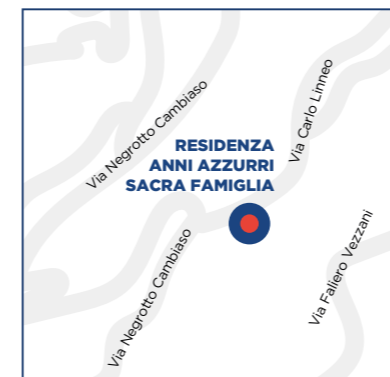 Via Negrotto Cambiaso
Via Carlo Linneo
RESIDENZA
ANNI AZZURRI
SACRA FAMIGLIA
Via Negrotto Cambiaso
Via Faliero Vezzani